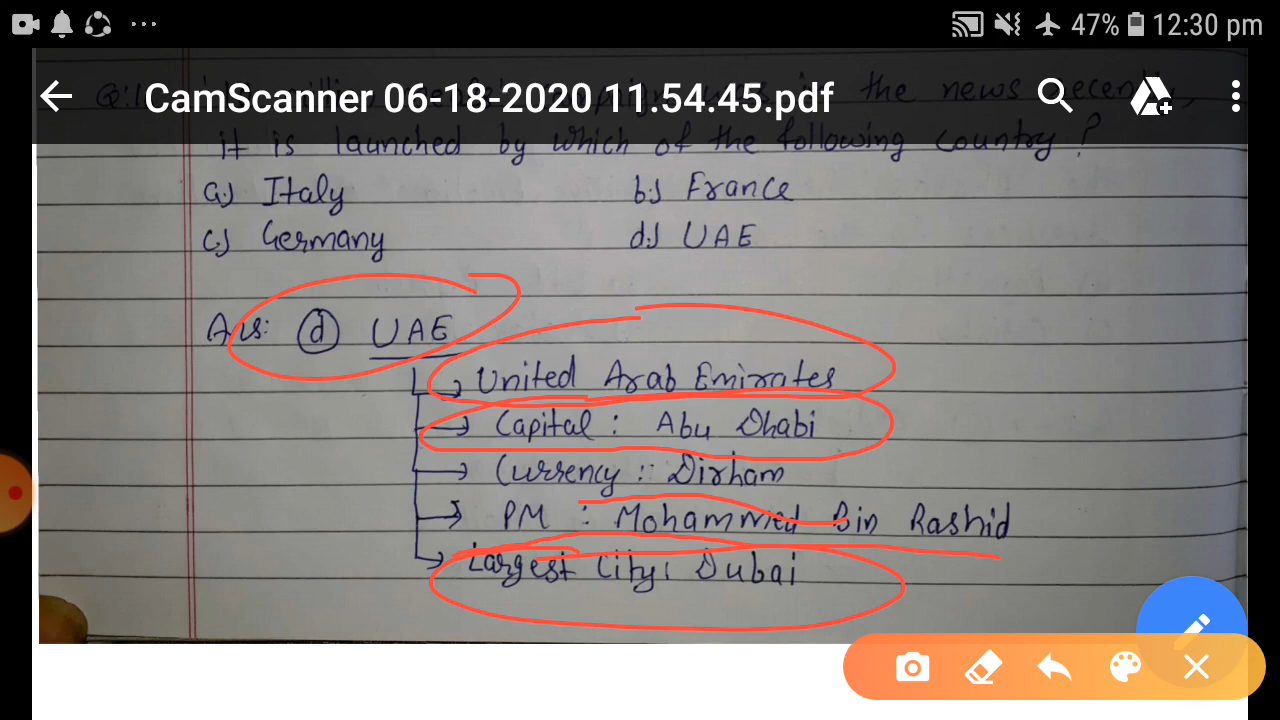 47% 12:30 pm
CamScanner 06-18-2020 11.54.45.pdf
the news
it is launched by which of the following country?
a.) Italy b.) France
c.) Germany d.) UAE
Ans: d UAE
United Arab Emirates
Capital : Abu Dhabi
Currency : Dirham
PM : Mohammed Bin Rashid
Largest City: Dubai